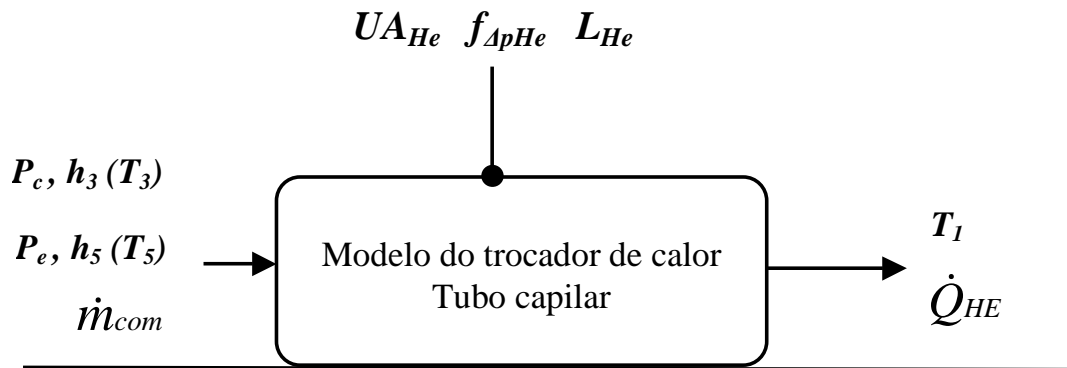 UA_He f_ΔpHe L_He
P_c, h_3 (T_3)
P_e, h_5 (T_5)
ṁ_com
Modelo do trocador de calor
Tubo capilar
T_1
Q̇_HE